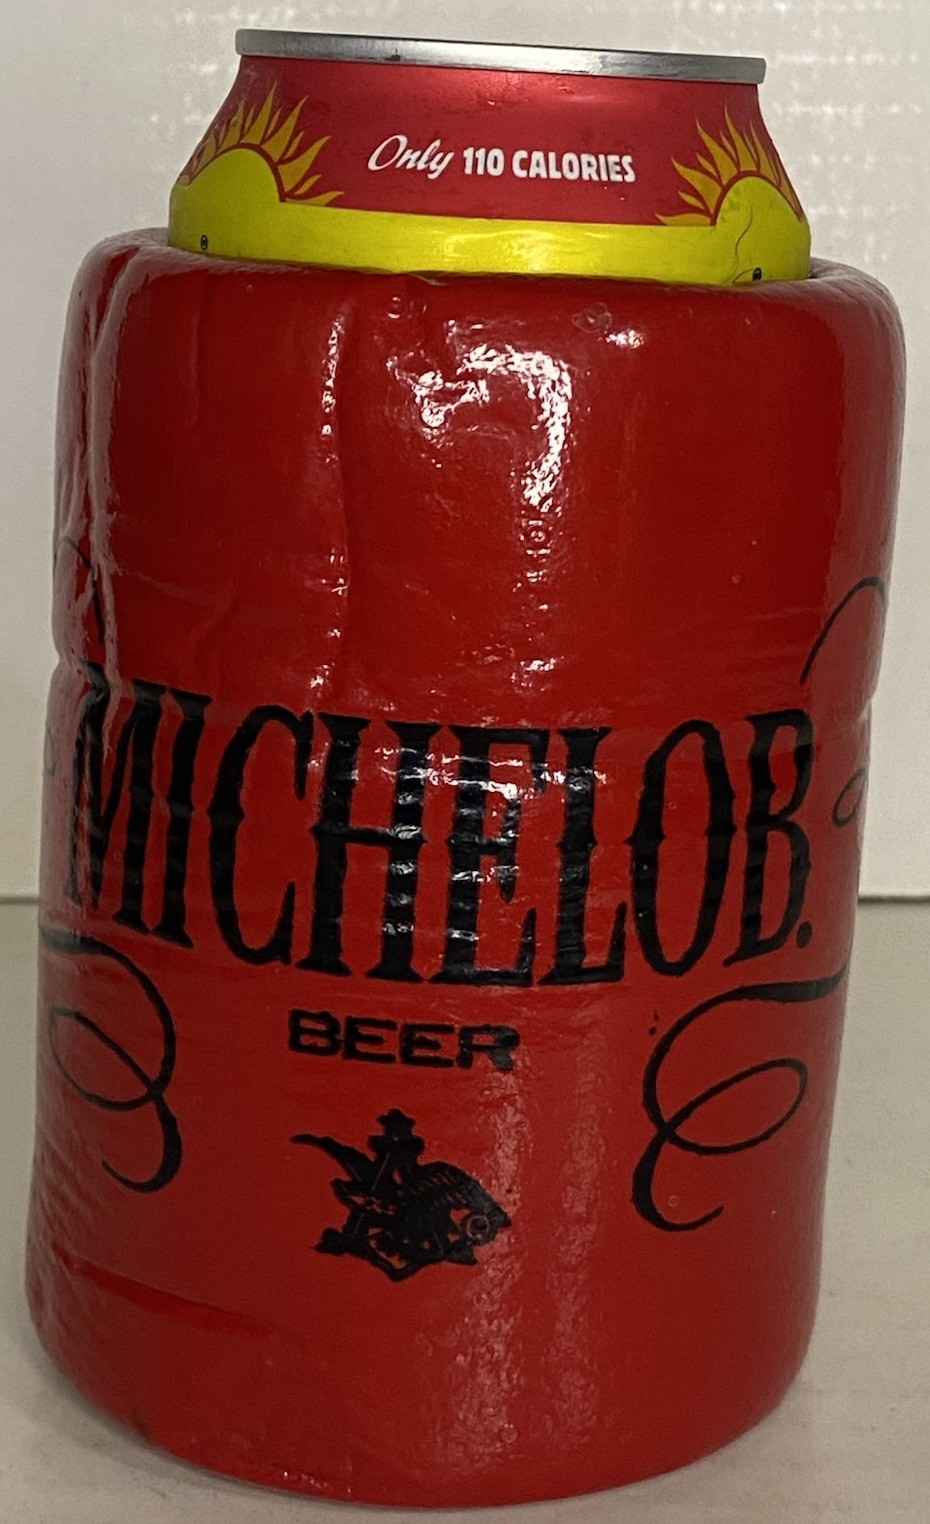 Only 110 CALORIES
MICHELOB.
BEER